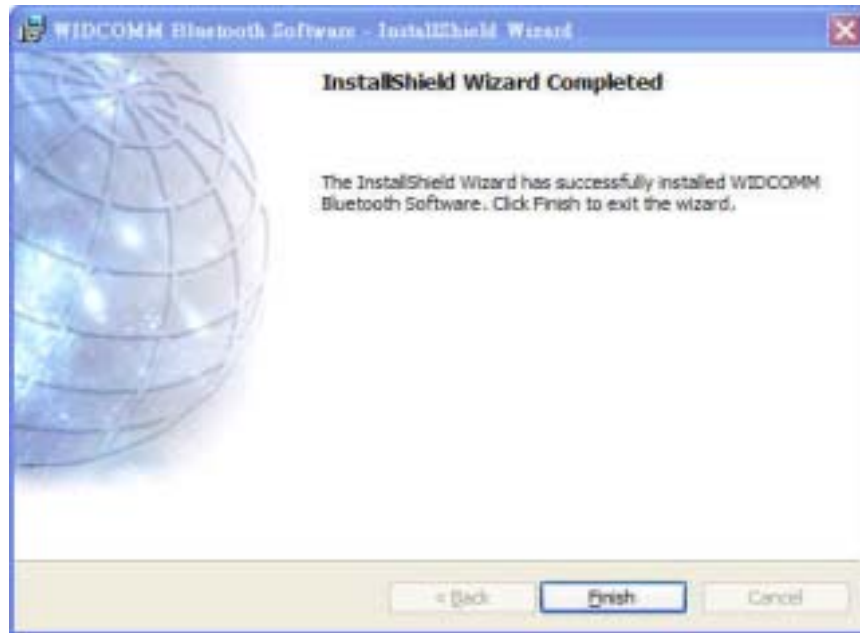 WIDCOMM Bluetooth Software - InstallShield Wizard
InstallShield Wizard Completed
The InstallShield Wizard has successfully installed WIDCOMM
Bluetooth Software. Click Finish to exit the wizard.
< Back
Finish
Cancel